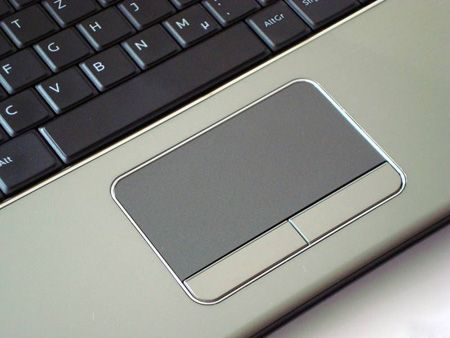 T Z
F G H J
C V B N M µ
Alt AltGr